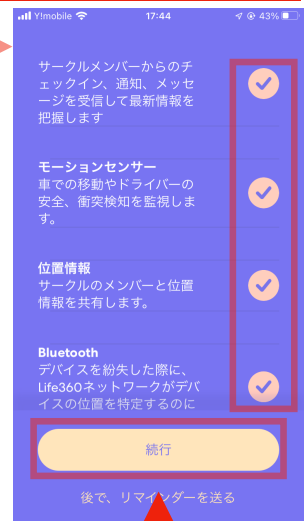 Y!mobile 17:44 43%
サークルメンバーからのチ
ェックイン、通知、メッセ
ージを受信して最新情報を
把握します
モーションセンサー
車での移動やドライバーの
安全、衝突検知を監視しま
す。
位置情報
サークルのメンバーと位置
情報を共有します。
Bluetooth
デバイスを紛失した際に、
Life360ネットワークがデバ
イスの位置を特定するのに
続行
後で、リマインダーを送る